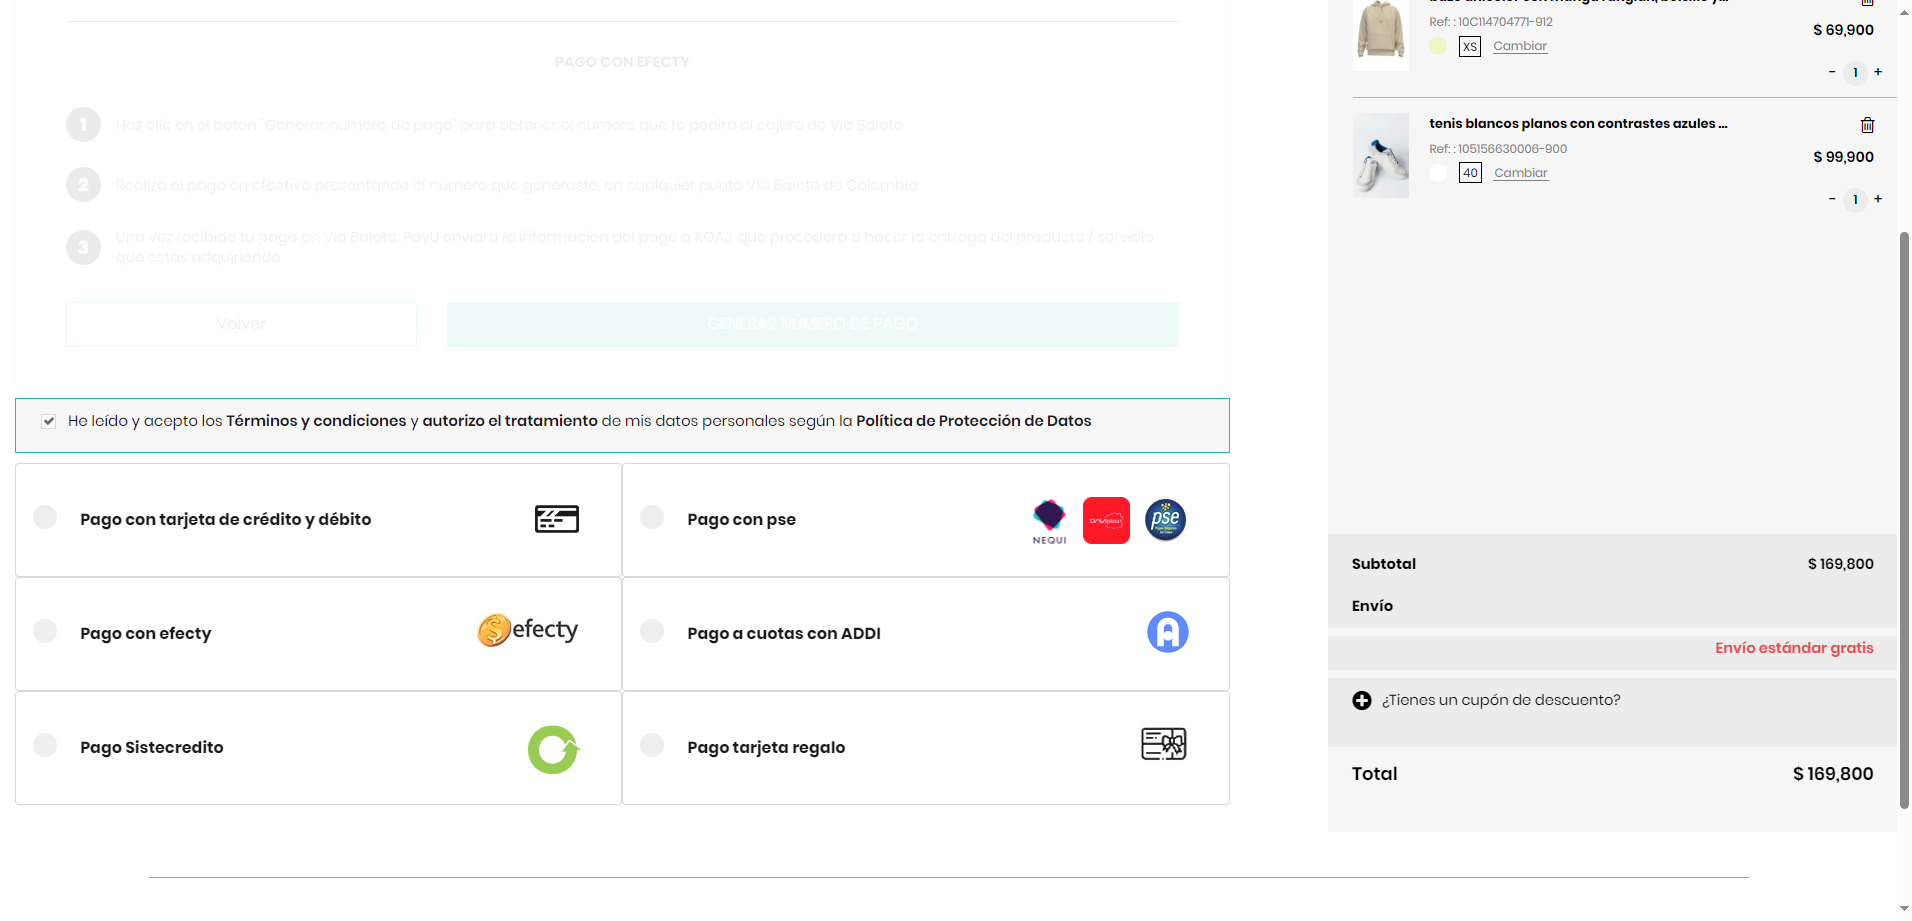 PAGO CON EFECTY
1
Haz clic en el botón "Generar número de pago" para obtener el número que te pedirá el cajero de Vía Baloto
2
Realiza el pago en efectivo presentando el número que generaste, en cualquier punto Vía Baloto de Colombia
3
Una vez recibido tu pago en Vía Baloto, PayU enviará la información del pago a KOAJ, que procederá a hacer la entrega del producto / servicio
que estás adquiriendo
Volver
GENERAR NÚMERO DE PAGO
He leído y acepto los Términos y condiciones y autorizo el tratamiento de mis datos personales según la Política de Protección de Datos
Pago con tarjeta de crédito y débito
Pago con pse
NEQUI
pse
Pago con efecty
efecty
Pago a cuotas con ADDI
Pago Sistecredito
Pago tarjeta regalo
Ref: : 10C114704771-912
$ 69,900
XS
Cambiar
- 1 +
tenis blancos planos con contrastes azules ...
Ref: : 105156630006-900
$ 99,900
40
Cambiar
- 1 +
Subtotal
$ 169,800
Envío
Envío estándar gratis
¿Tienes un cupón de descuento?
Total
$ 169,800